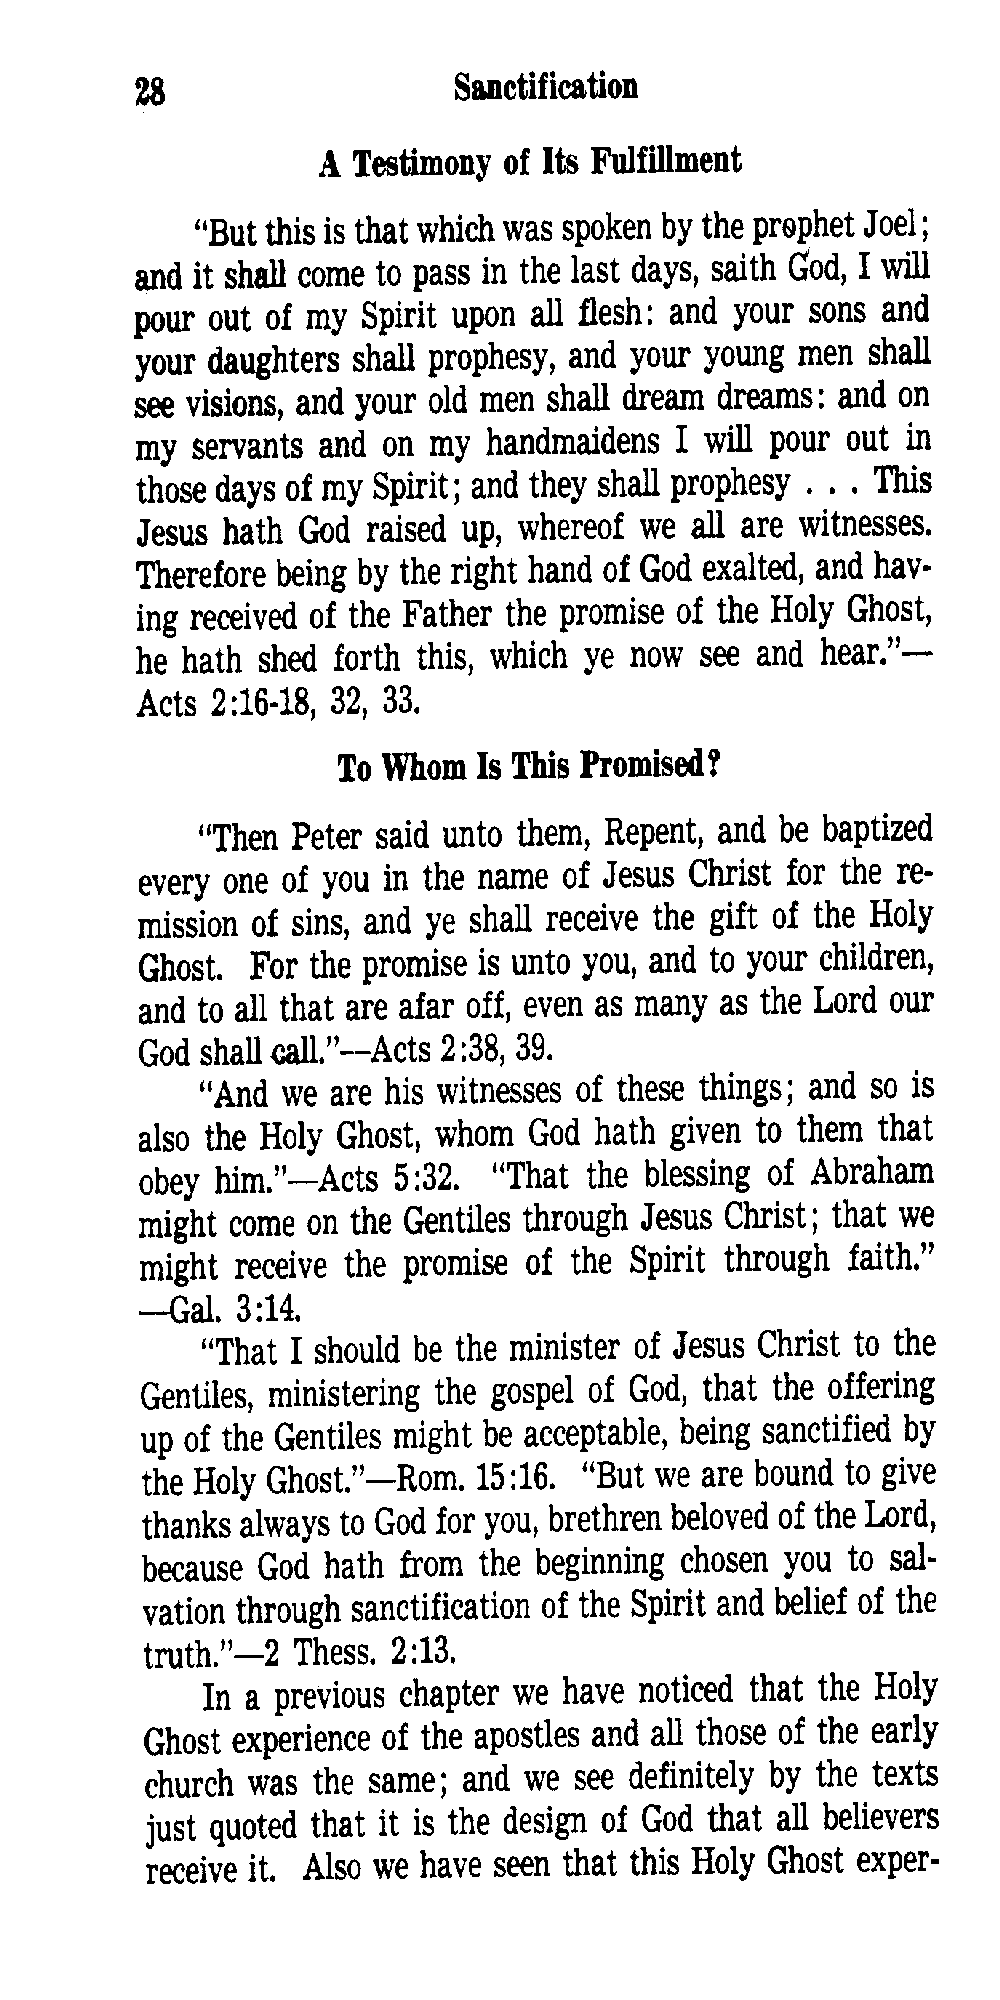 28 Sanctification
A Testimony of Its Fulfillment
“But this is that which was spoken by the prophet Joel;
and it shall come to pass in the last days, saith God, I will
pour out of my Spirit upon all flesh: and your sons and
your daughters shall prophesy, and your young men shall
see visions, and your old men shall dream dreams: and on
my servants and on my handmaidens I will pour out in
those days of my Spirit; and they shall prophesy . . . This
Jesus hath God raised up, whereof we all are witnesses.
Therefore being by the right hand of God exalted, and hav-
ing received of the Father the promise of the Holy Ghost,
he hath shed forth this, which ye now see and hear.”—
Acts 2:16-18, 32, 33.
To Whom Is This Promised?
“Then Peter said unto them, Repent, and be baptized
every one of you in the name of Jesus Christ for the re-
mission of sins, and ye shall receive the gift of the Holy
Ghost. For the promise is unto you, and to your children,
and to all that are afar off, even as many as the Lord our
God shall call.”—Acts 2:38, 39.
“And we are his witnesses of these things; and so is
also the Holy Ghost, whom God hath given to them that
obey him.”—Acts 5:32. “That the blessing of Abraham
might come on the Gentiles through Jesus Christ; that we
might receive the promise of the Spirit through faith.”
—Gal. 3:14.
“That I should be the minister of Jesus Christ to the
Gentiles, ministering the gospel of God, that the offering
up of the Gentiles might be acceptable, being sanctified by
the Holy Ghost.”—Rom. 15:16. “But we are bound to give
thanks always to God for you, brethren beloved of the Lord,
because God hath from the beginning chosen you to sal-
vation through sanctification of the Spirit and belief of the
truth.”—2 Thess. 2:13.
In a previous chapter we have noticed that the Holy
Ghost experience of the apostles and all those of the early
church was the same; and we see definitely by the texts
just quoted that it is the design of God that all believers
receive it. Also we have seen that this Holy Ghost exper-